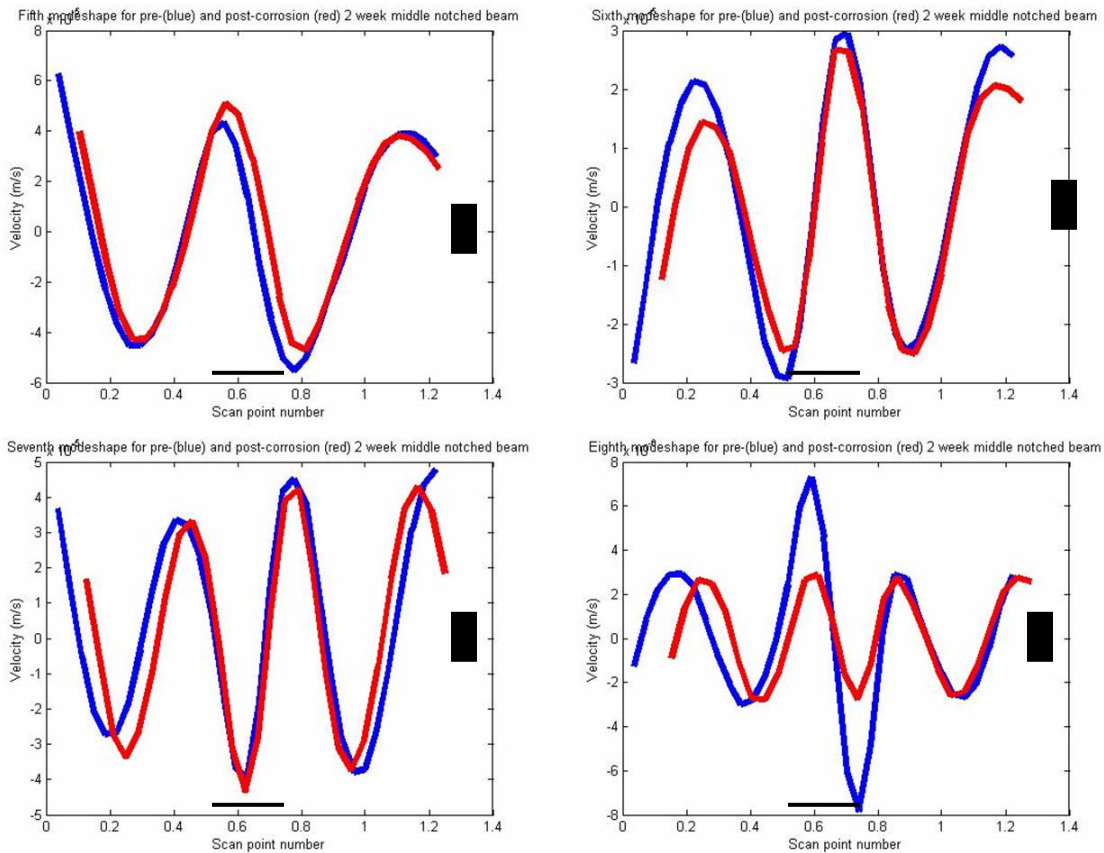 Fifth modeshape for pre-(blue) and post-corrosion (red) 2 week middle notched beam
8
6
4
2
0
-2
-4
-6
Velocity (m/s)
0 0.2 0.4 0.6 0.8 1 1.2 1.4
Scan point number
Sixth modeshape for pre-(blue) and post-corrosion (red) 2 week middle notched beam
3
2
1
0
-1
-2
-3
Velocity (m/s)
0 0.2 0.4 0.6 0.8 1 1.2 1.4
Scan point number
Seventh modeshape for pre-(blue) and post-corrosion (red) 2 week middle notched beam
5
4
3
2
1
0
-1
-2
-3
-4
-5
Velocity (m/s)
0 0.2 0.4 0.6 0.8 1 1.2 1.4
Scan point number
Eighth modeshape for pre-(blue) and post-corrosion (red) 2 week middle notched beam
8
6
4
2
0
-2
-4
-6
-8
Velocity (m/s)
0 0.2 0.4 0.6 0.8 1 1.2 1.4
Scan point number